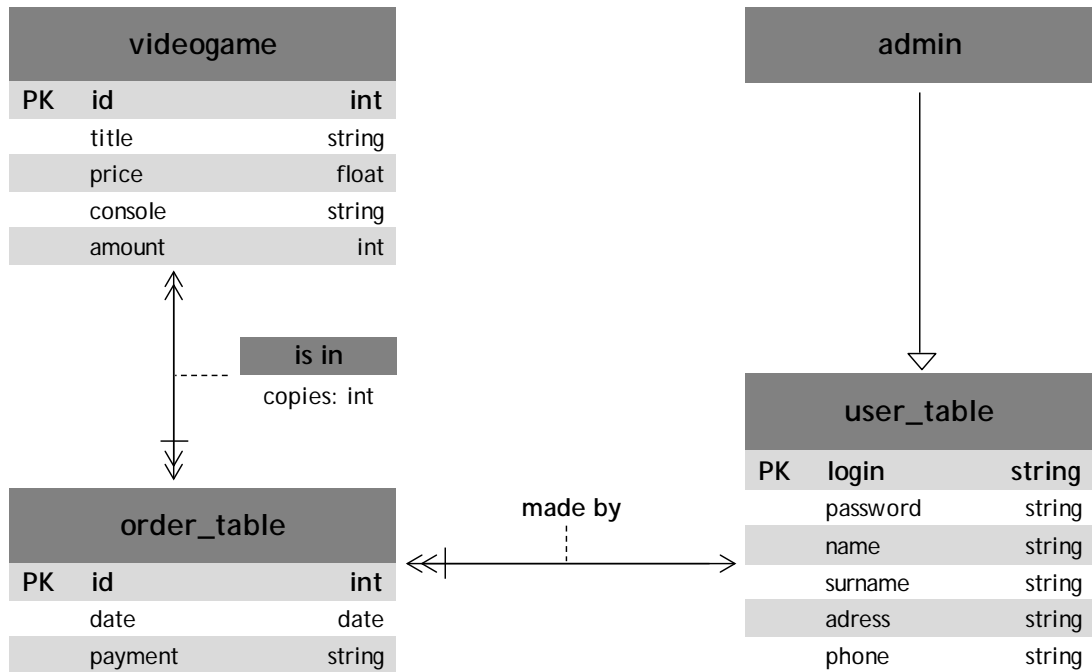 videogame
PK id int
title string
price float
console string
amount int
admin
is in
copies: int
user_table
PK login string
password string
name string
surname string
adress string
phone string
made by
order_table
PK id int
date date
payment string